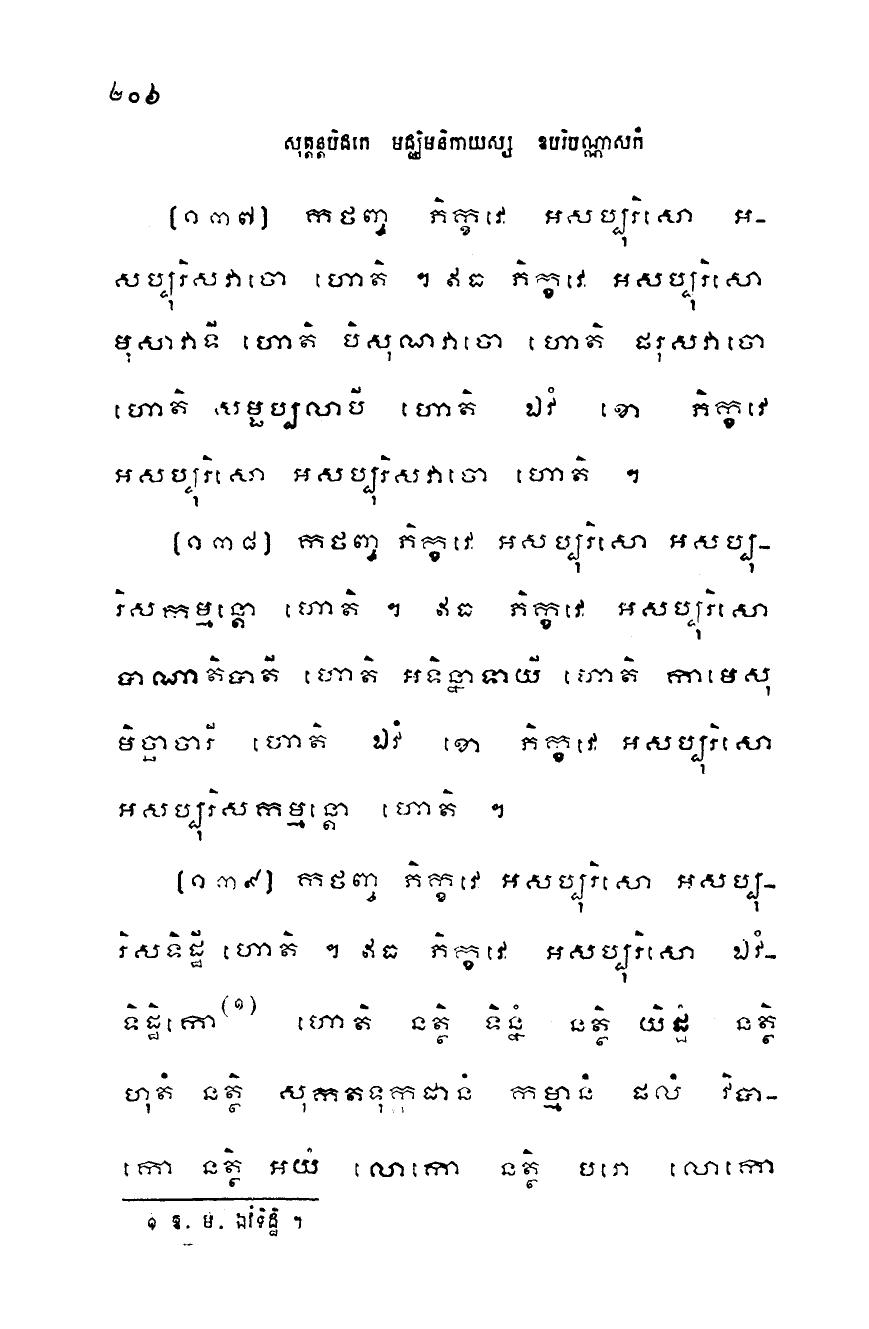 ២០៦
សុត្តន្តបិដកេ មជ្ឈិមនិកាយស្ស ឧបរិបណ្ណាសកំ
(១៣៧) កថញ្ច ភិក្ខវេ អសប្បុរិសោ អ-
សប្បុរិសវាចោ ហោតិ ។ ឥធ ភិក្ខវេ អសប្បុរិសោ
មុសាវាទី ហោតិ បិសុណវាចោ ហោតិ ផរុសវាចោ
ហោតិ សម្ផប្បលាបី ហោតិ ឯវំ ខោ ភិក្ខវេ
អសប្បុរិសោ អសប្បុរិសវាចោ ហោតិ ។
(១៣៨) កថញ្ច ភិក្ខវេ អសប្បុរិសោ អសប្បុ-
រិសកម្មន្តោ ហោតិ ។ ឥធ ភិក្ខវេ អសប្បុរិសោ
បាណាតិបាតី ហោតិ អទិន្នាទាយី ហោតិ កាមេសុ
មិច្ឆាចារី ហោតិ ឯវំ ខោ ភិក្ខវេ អសប្បុរិសោ
អសប្បុរិសកម្មន្តោ ហោតិ ។
(១៣៩) កថញ្ច ភិក្ខវេ អសប្បុរិសោ អសប្បុ-
រិសទិដ្ឋី ហោតិ ។ ឥធ ភិក្ខវេ អសប្បុរិសោ ឯវំ-
ទិដ្ឋិកោ(១) ហោតិ នត្ថិ ទិន្នំ នត្ថិ យិដ្ឋំ នត្ថិ
ហុតំ នត្ថិ សុកតទុក្កដានំ កម្មានំ ផលំ វិបា-
កោ នត្ថិ អយំ លោកោ នត្ថិ បរោ លោកោ
១ ឱ. ម. ឯវំទិដ្ឋិ ។